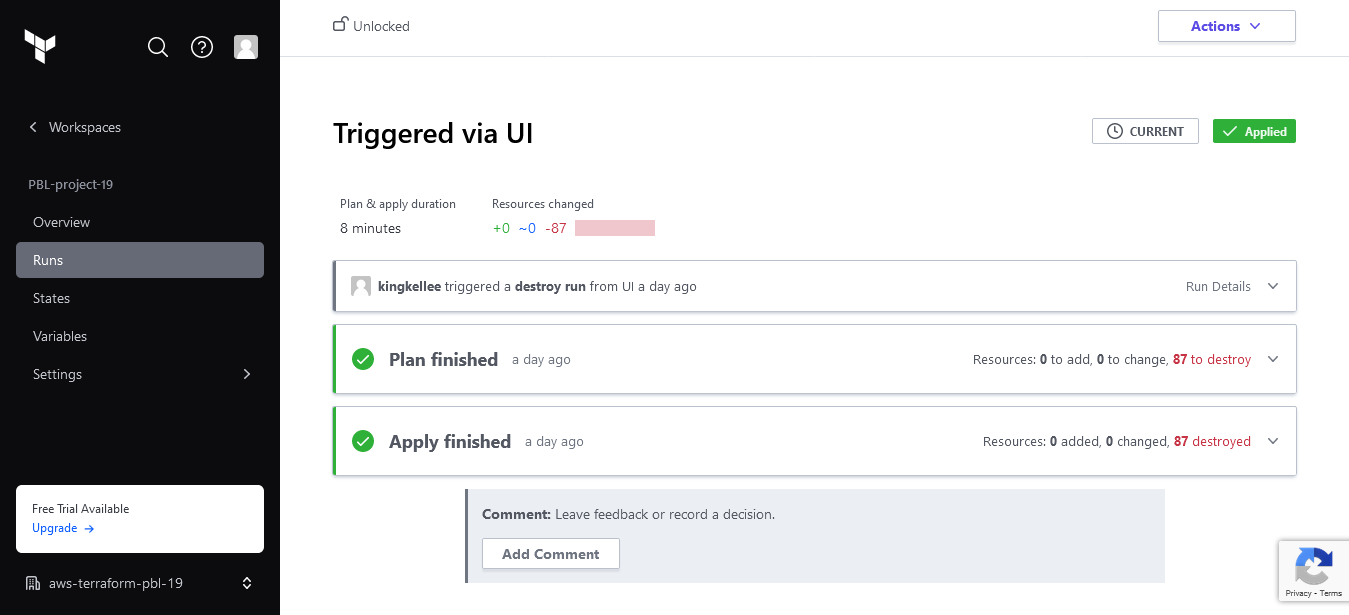 Unlocked
Actions
Workspaces
PBL-project-19
Overview
Runs
States
Variables
Settings
Free Trial Available
Upgrade →
aws-terraform-pbl-19
Triggered via UI
CURRENT
Applied
Plan & apply duration
8 minutes
Resources changed
+0 ~0 -87
kingkellee triggered a destroy run from UI a day ago
Run Details
Plan finished a day ago
Resources: 0 to add, 0 to change, 87 to destroy
Apply finished a day ago
Resources: 0 added, 0 changed, 87 destroyed
Comment: Leave feedback or record a decision.
Add Comment
Privacy - Terms